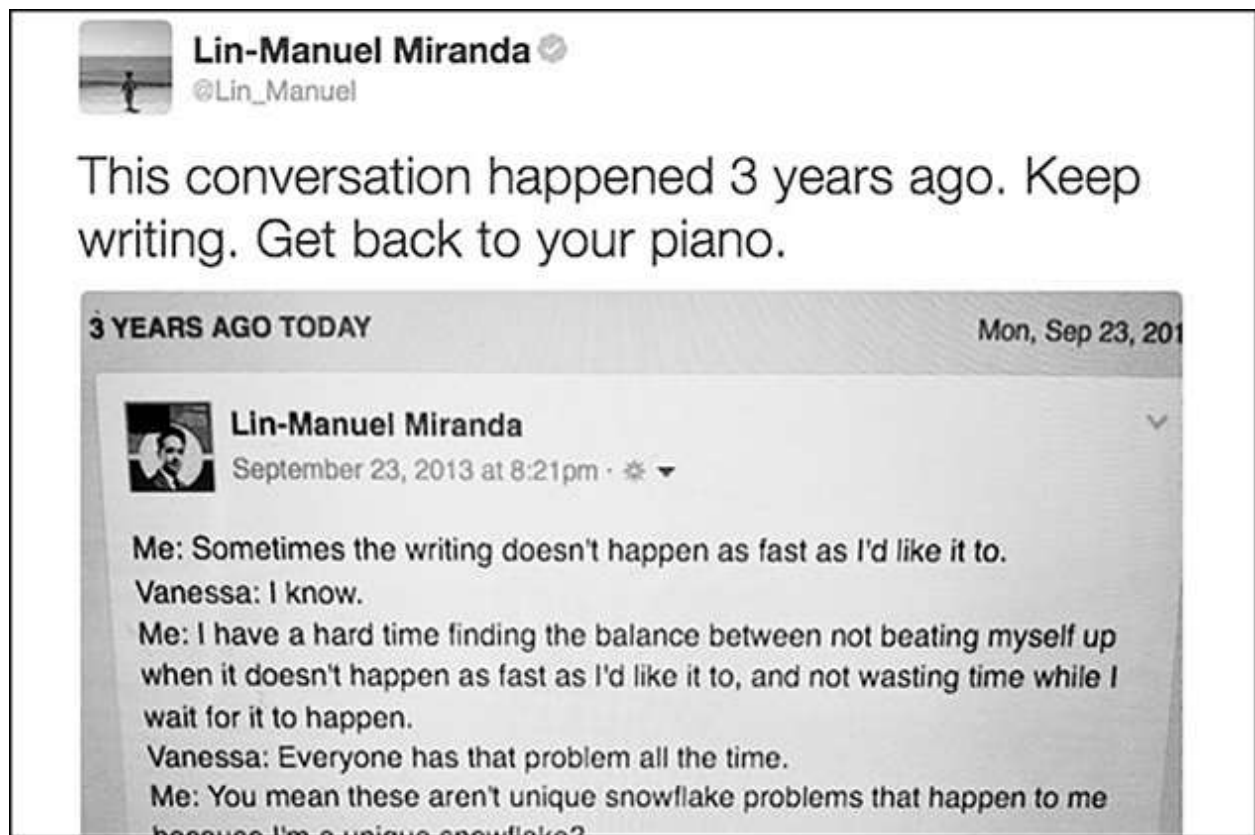 Lin-Manuel Miranda
@Lin_Manuel
This conversation happened 3 years ago. Keep
writing. Get back to your piano.
3 YEARS AGO TODAY
Mon, Sep 23, 201
Lin-Manuel Miranda
September 23, 2013 at 8:21pm ·
Me: Sometimes the writing doesn't happen as fast as I'd like it to.
Vanessa: I know.
Me: I have a hard time finding the balance between not beating myself up
when it doesn't happen as fast as I'd like it to, and not wasting time while I
wait for it to happen.
Vanessa: Everyone has that problem all the time.
Me: You mean these aren't unique snowflake problems that happen to me
because I'm a unique snowflake?